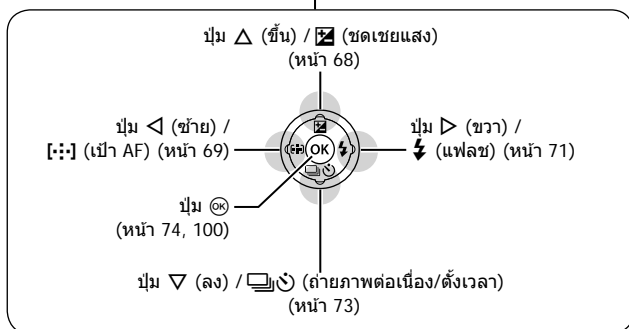 ปุ่ม △ (ขึ้น) / (ชดเชยแสง)
(หน้า 68)
ปุ่ม ◁ (ซ้าย) /
[·:·] (เป้า AF) (หน้า 69)
OK
ปุ่ม ▷ (ขวา) /
(แฟลช) (หน้า 71)
ปุ่ม OK
(หน้า 74, 100)
ปุ่ม ▽ (ลง) / (ถ่ายภาพต่อเนื่อง/ตั้งเวลา)
(หน้า 73)